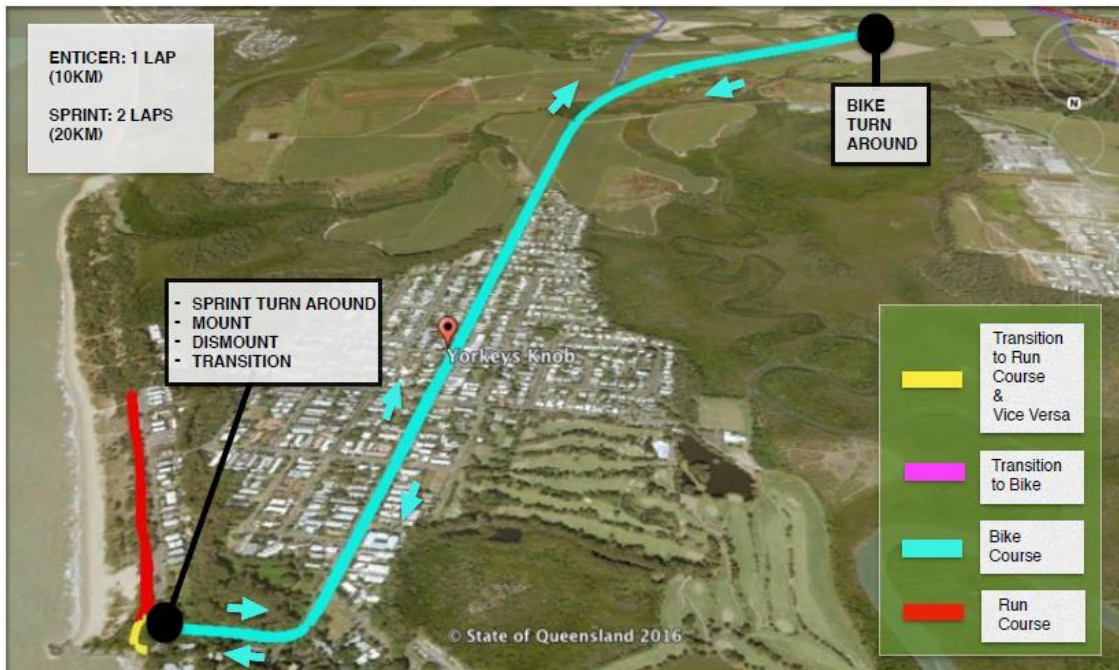 ENTICER: 1 LAP
(10KM)
SPRINT: 2 LAPS
(20KM)
BIKE
TURN
AROUND
N
- SPRINT TURN AROUND
- MOUNT
- DISMOUNT
- TRANSITION
Yorkeys Knob
Transition
to Run
Course
&
Vice Versa
Transition
to Bike
Bike
Course
Run
Course
© State of Queensland 2016